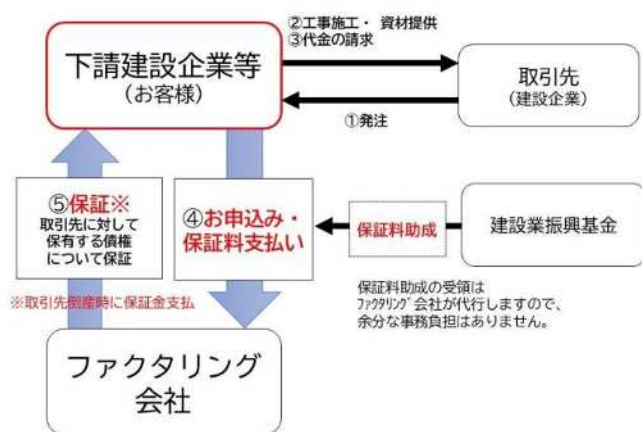 ②工事施工・ 資材提供
③代金の請求
下請建設企業等
(お客様)
取引先
(建設企業)
①発注
⑤保証※
取引先に対して
保有する債権
について保証
④お申込み・
保証料支払い
保証料助成
建設業振興基金
※取引先倒産時に保証金支払
保証料助成の受領は
ファクタリング会社が代行しますので、
余分な事務負担はありません。
ファクタリング
会社